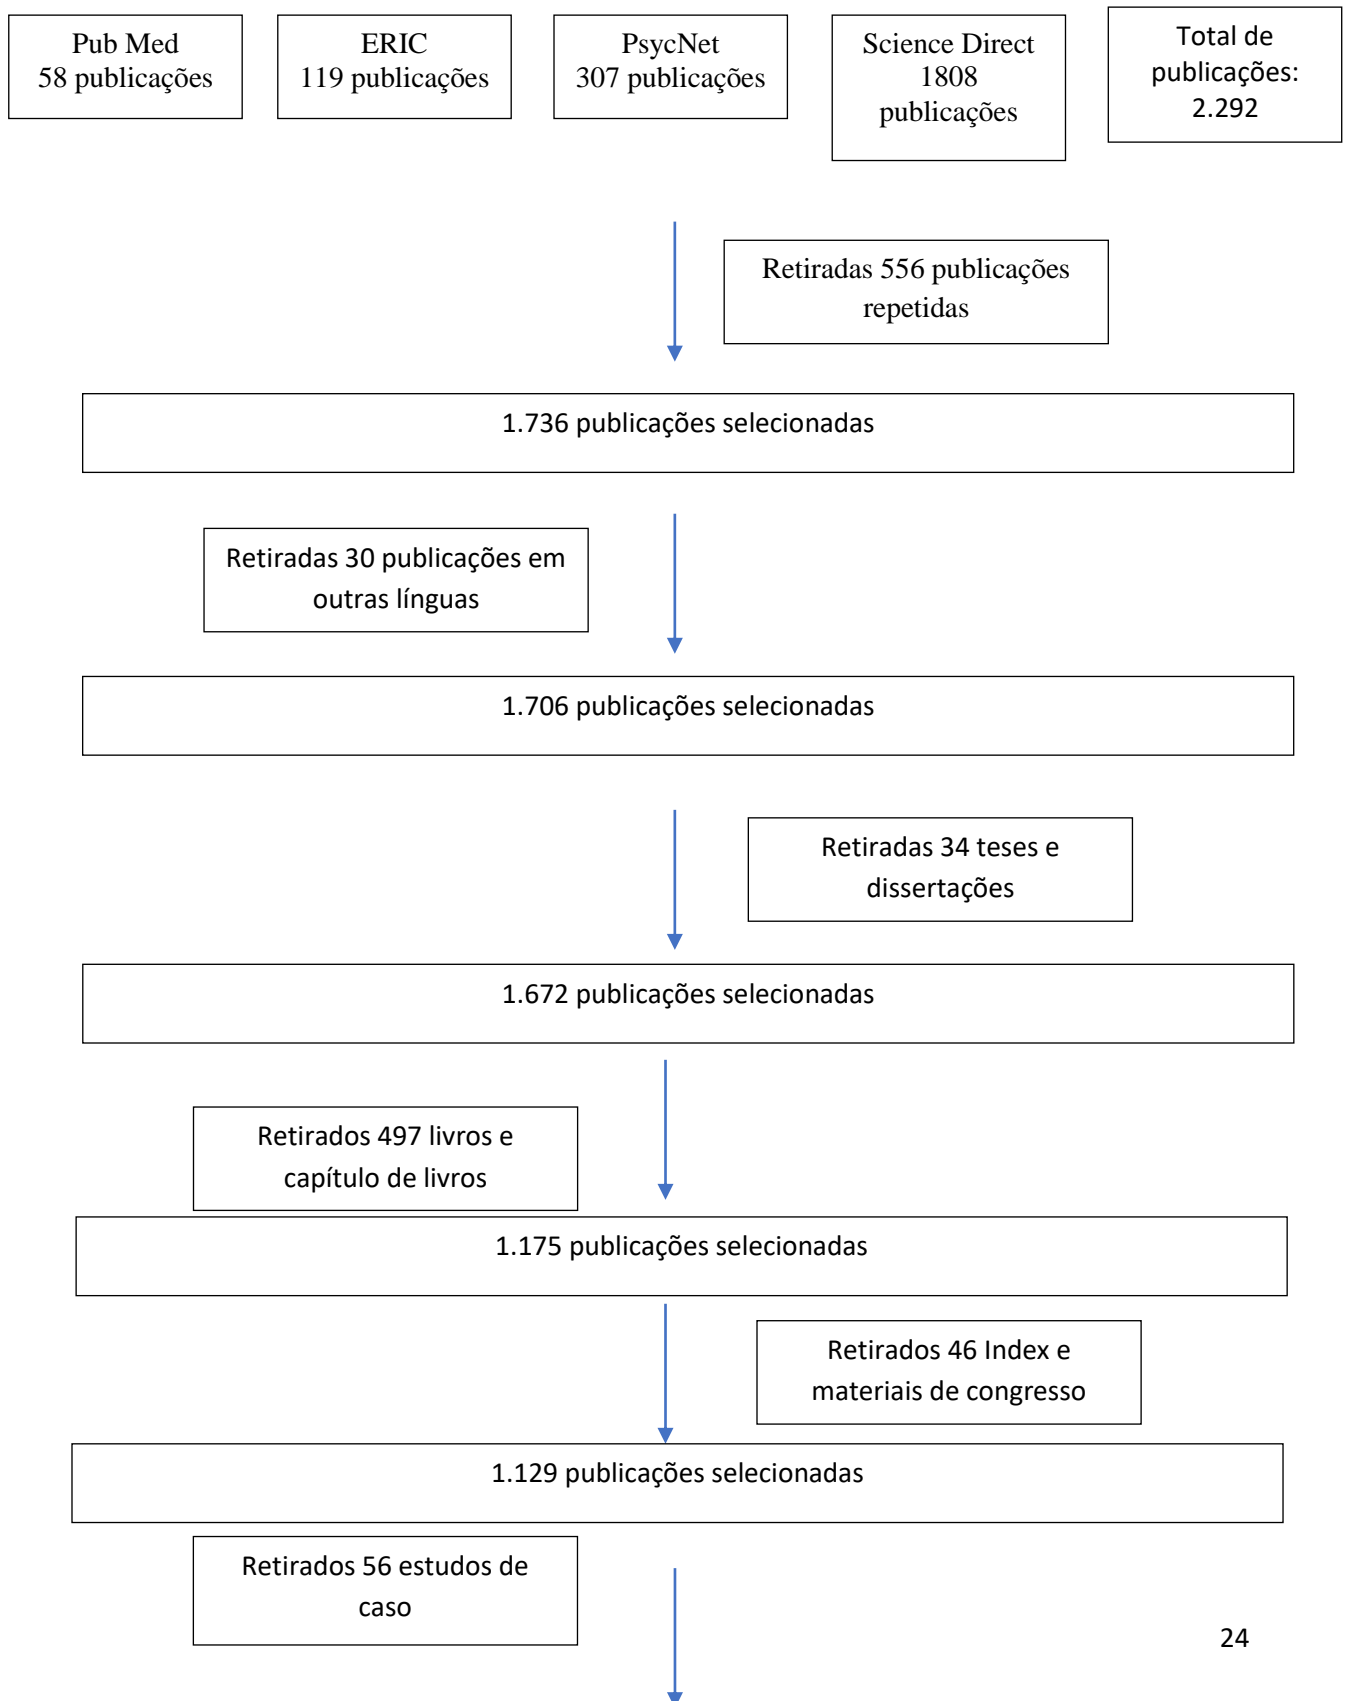 Pub Med
58 publicações
ERIC
119 publicações
PsycNet
307 publicações
Science Direct
1808
publicações
Total de
publicações:
2.292
Retiradas 556 publicações
repetidas
1.736 publicações selecionadas
Retiradas 30 publicações em
outras línguas
1.706 publicações selecionadas
Retiradas 34 teses e
dissertações
1.672 publicações selecionadas
Retirados 497 livros e
capítulo de livros
1.175 publicações selecionadas
Retirados 46 Index e
materiais de congresso
1.129 publicações selecionadas
Retirados 56 estudos de
caso
24